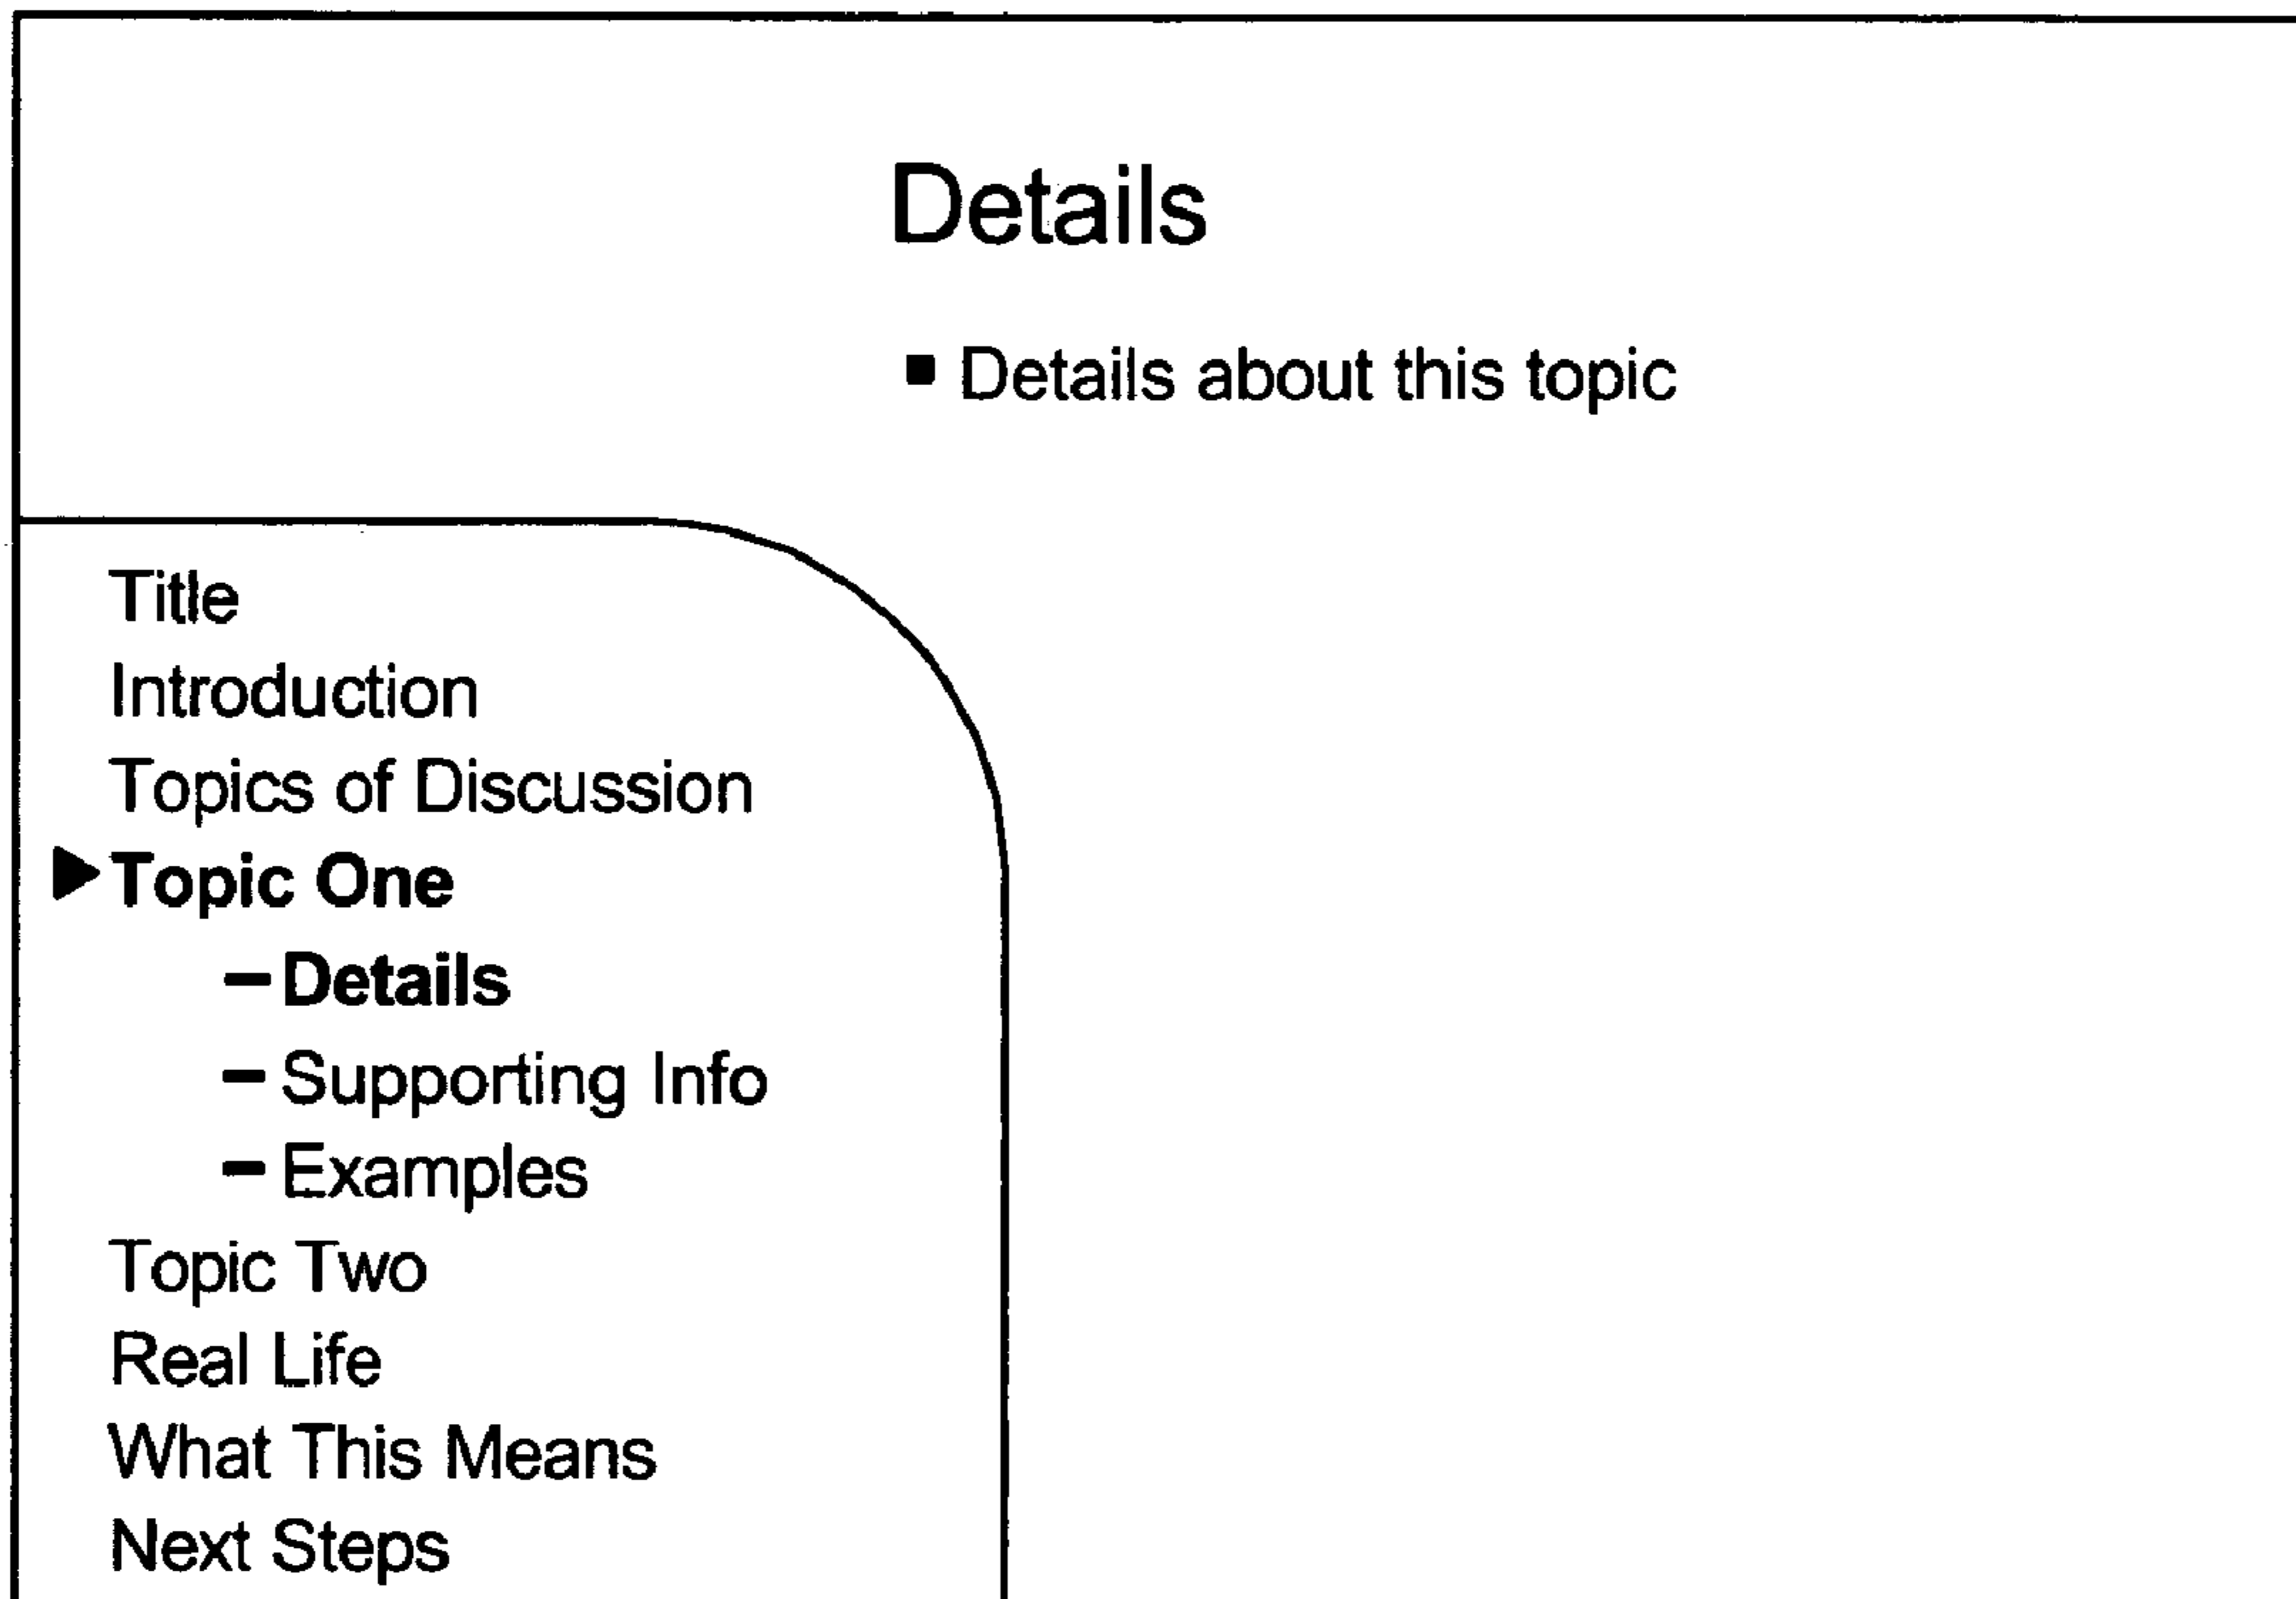 Details
▪ Details about this topic
Title
Introduction
Topics of Discussion
▶ Topic One
– Details
– Supporting Info
– Examples
Topic Two
Real Life
What This Means
Next Steps